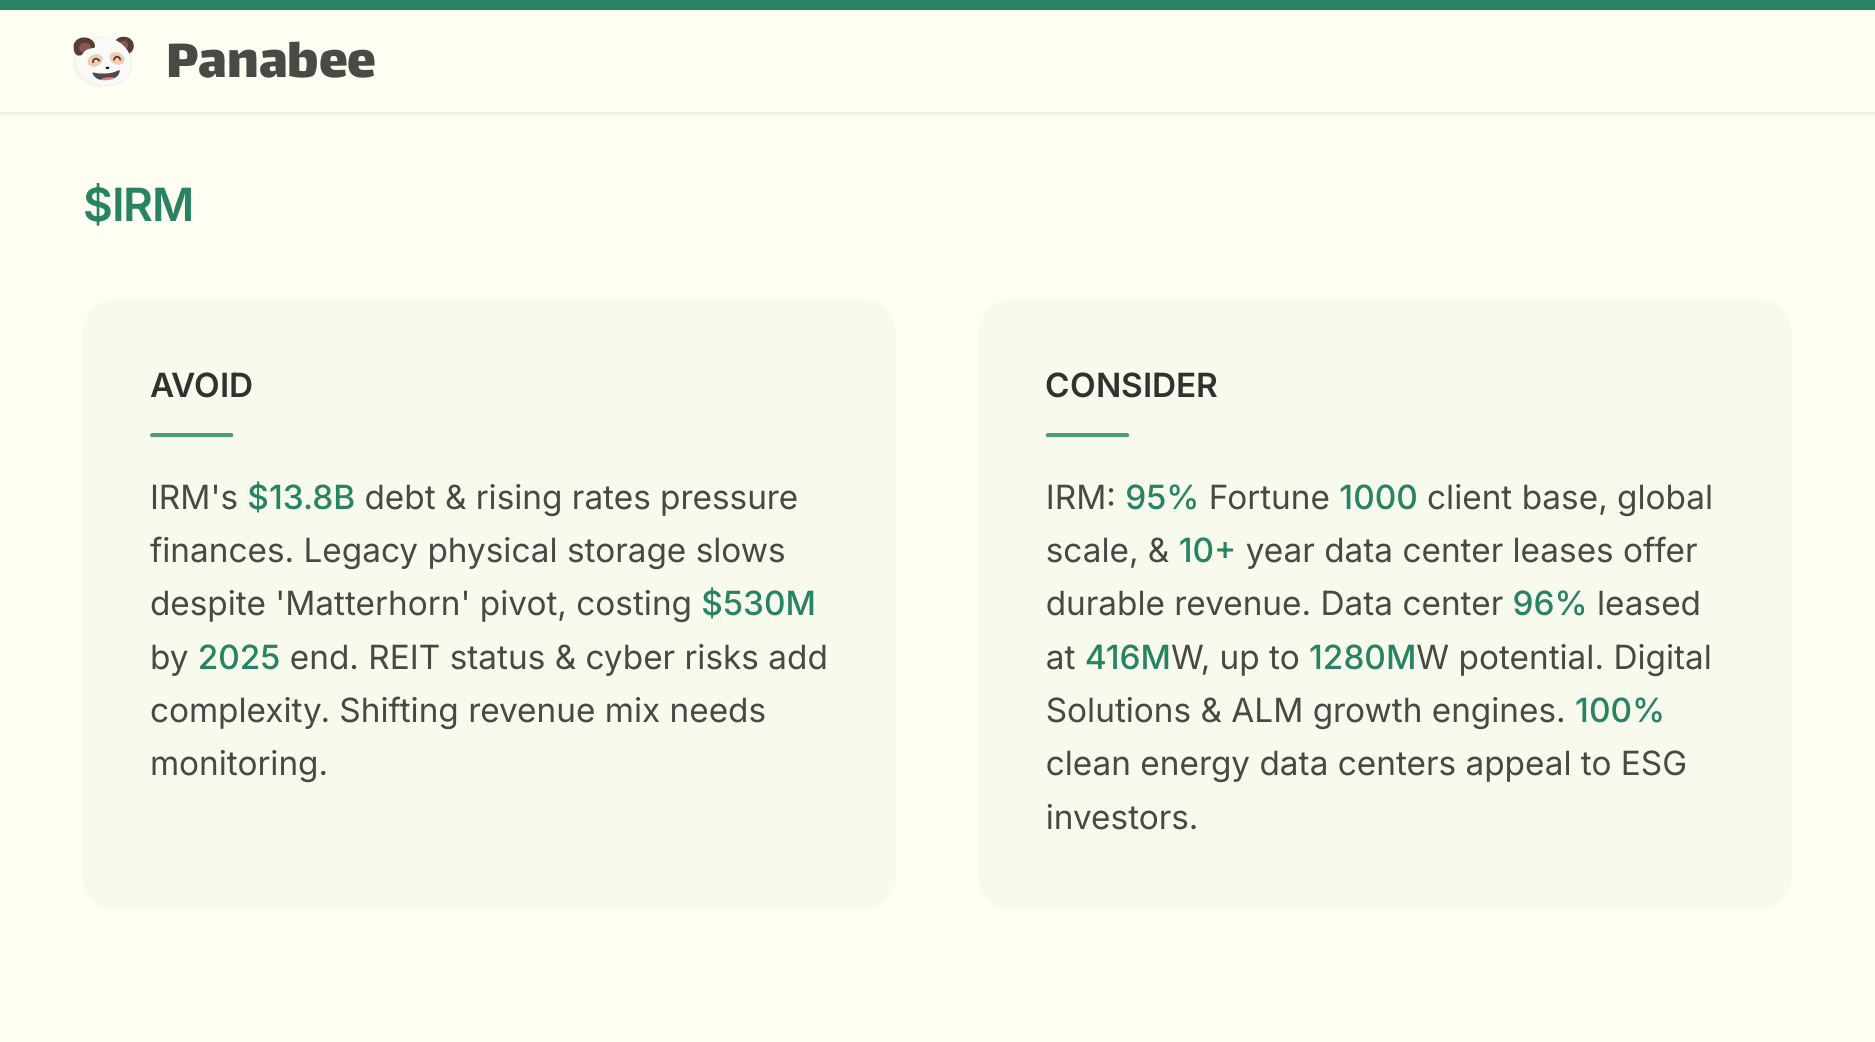 Panabee
$IRM
AVOID
IRM's $13.8B debt & rising rates pressure
finances. Legacy physical storage slows
despite 'Matterhorn' pivot, costing $530M
by 2025 end. REIT status & cyber risks add
complexity. Shifting revenue mix needs
monitoring.
CONSIDER
IRM: 95% Fortune 1000 client base, global
scale, & 10+ year data center leases offer
durable revenue. Data center 96% leased
at 416MW, up to 1280MW potential. Digital
Solutions & ALM growth engines. 100%
clean energy data centers appeal to ESG
investors.